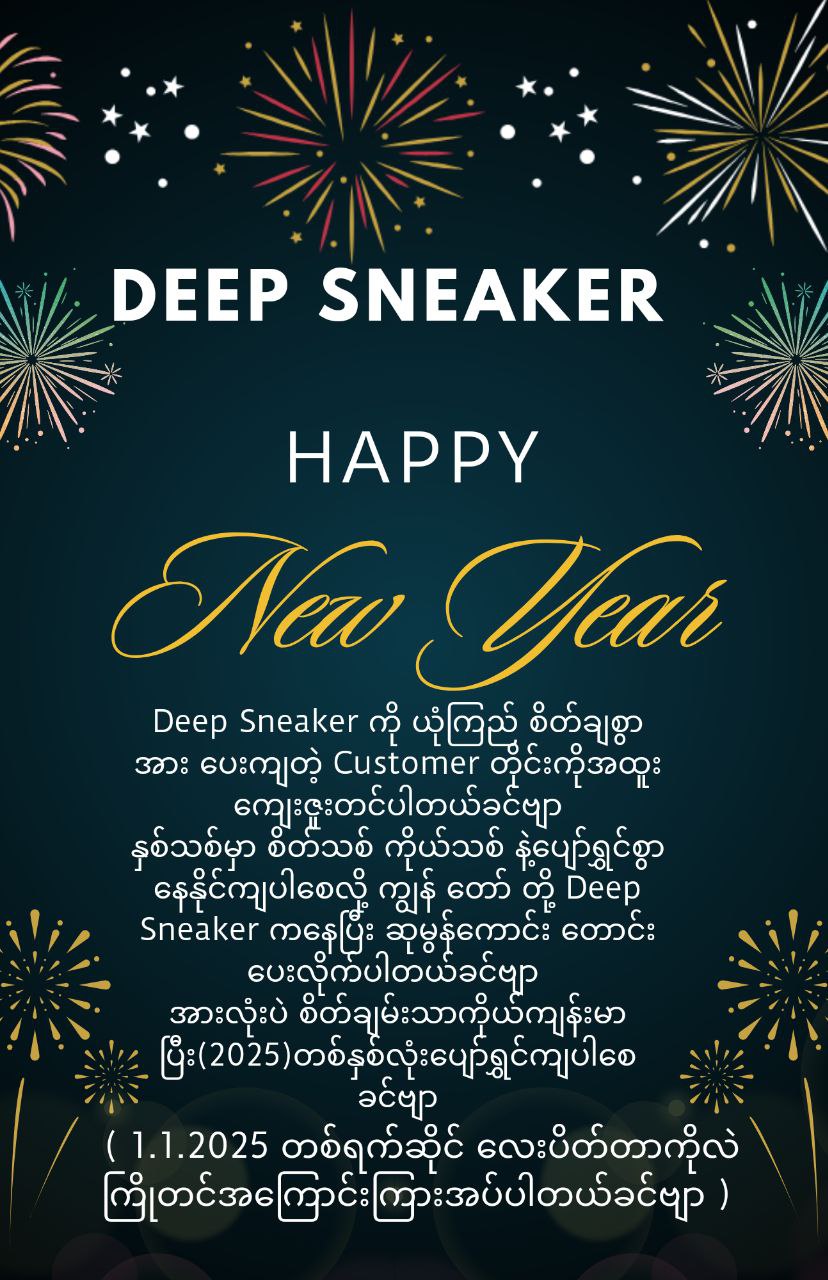 DEEP SNEAKER
HAPPY
New Year
Deep Sneaker ကို ယုံကြည် စိတ်ချစွာ
အား ပေးကျတဲ့ Customer တိုင်းကိုအထူး
ကျေးဇူးတင်ပါတယ်ခင်ဗျာ
နှစ်သစ်မှာ စိတ်သစ် ကိုယ်သစ် နဲ့ပျော်ရွှင်စွာ
နေနိုင်ကျပါစေလို့ ကျွန် တော် တို့ Deep
Sneaker ကနေပြီး ဆုမွန်ကောင်း တောင်း
ပေးလိုက်ပါတယ်ခင်ဗျာ
အားလုံးပဲ စိတ်ချမ်းသာကိုယ်ကျန်းမာ
ပြီး(2025)တစ်နှစ်လုံးပျော်ရွှင်ကျပါစေ
ခင်ဗျာ
( 1.1.2025 တစ်ရက်ဆိုင် လေးပိတ်တာကိုလဲ
ကြိုတင်အကြောင်းကြားအပ်ပါတယ်ခင်ဗျာ )